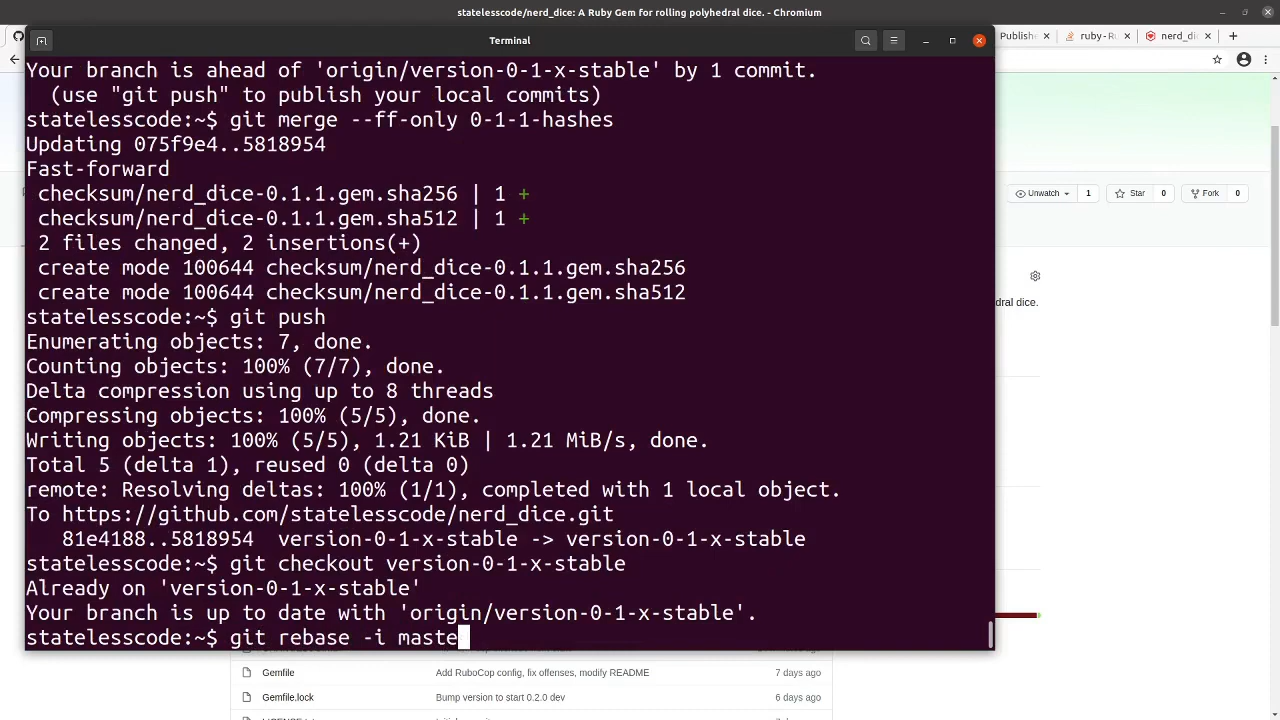 statelesscode/nerd_dice: A Ruby Gem for rolling polyhedral dice. - Chromium
Terminal
Publishe
ruby - R
nerd_di
Your branch is ahead of 'origin/version-0-1-x-stable' by 1 commit.
(use "git push" to publish your local commits)
statelesscode:~$ git merge --ff-only 0-1-1-hashes
Updating 075f9e4..5818954
Fast-forward
checksum/nerd_dice-0.1.1.gem.sha256 | 1 +
checksum/nerd_dice-0.1.1.gem.sha512 | 1 +
2 files changed, 2 insertions(+)
create mode 100644 checksum/nerd_dice-0.1.1.gem.sha256
create mode 100644 checksum/nerd_dice-0.1.1.gem.sha512
statelesscode:~$ git push
Enumerating objects: 7, done.
Counting objects: 100% (7/7), done.
Delta compression using up to 8 threads
Compressing objects: 100% (5/5), done.
Writing objects: 100% (5/5), 1.21 KiB | 1.21 MiB/s, done.
Total 5 (delta 1), reused 0 (delta 0)
remote: Resolving deltas: 100% (1/1), completed with 1 local object.
To https://github.com/statelesscode/nerd_dice.git
81e4188..5818954 version-0-1-x-stable -> version-0-1-x-stable
statelesscode:~$ git checkout version-0-1-x-stable
Already on 'version-0-1-x-stable'
Your branch is up to date with 'origin/version-0-1-x-stable'.
statelesscode:~$ git rebase -i maste
Unwatch 1 Star 0 Fork 0
dral dice.
Gemfile Add RuboCop config, fix offenses, modify README 7 days ago
Gemfile.lock Bump version to start 0.2.0 dev 6 days ago